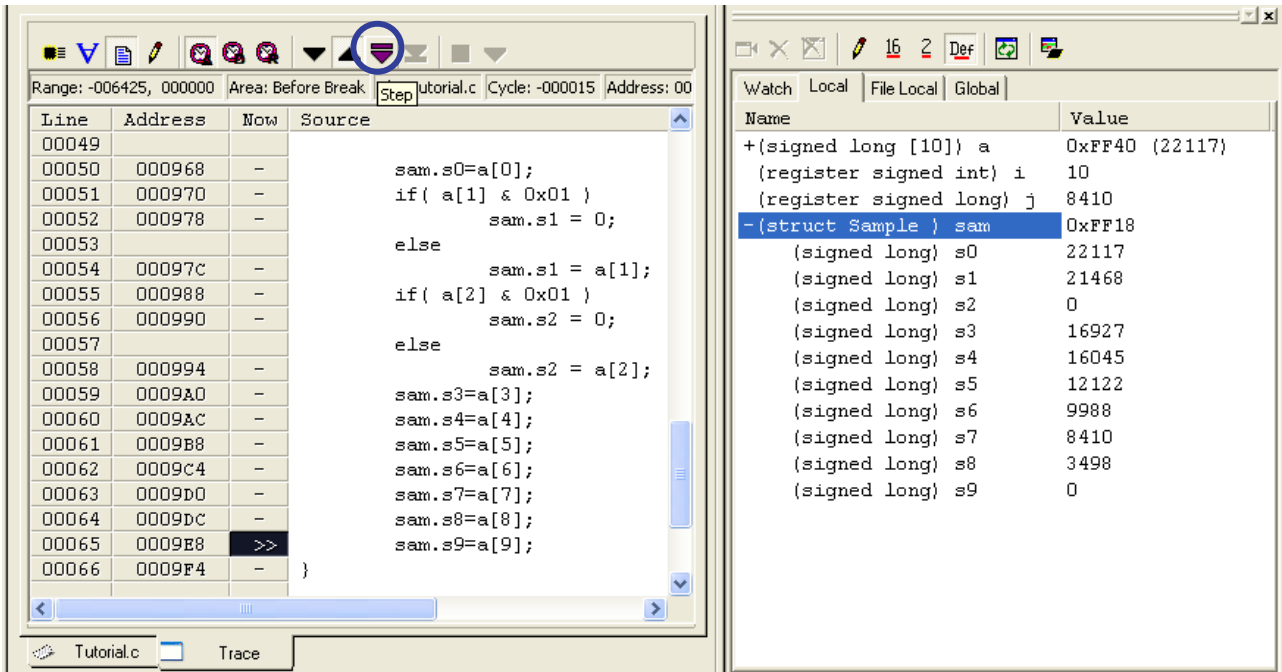 16 2 Def
Range: -006425, 000000 Area: Before Break utorial.c Cycle: -000015 Address: 00
Step
Line Address Now Source
00049
00050 000968 - sam.s0=a[0];
00051 000970 - if( a[1] & 0x01 )
00052 000978 - sam.s1 = 0;
00053 else
00054 00097C - sam.s1 = a[1];
00055 000988 - if( a[2] & 0x01 )
00056 000990 - sam.s2 = 0;
00057 else
00058 000994 - sam.s2 = a[2];
00059 0009A0 - sam.s3=a[3];
00060 0009AC - sam.s4=a[4];
00061 0009B8 - sam.s5=a[5];
00062 0009C4 - sam.s6=a[6];
00063 0009D0 - sam.s7=a[7];
00064 0009DC - sam.s8=a[8];
00065 0009E8 >> sam.s9=a[9];
00066 0009F4 - }
Tutorial.c Trace
Watch Local File Local Global
Name Value
+(signed long [10]) a 0xFF40 (22117)
(register signed int) i 10
(register signed long) j 8410
-(struct Sample ) sam 0xFF18
(signed long) s0 22117
(signed long) s1 21468
(signed long) s2 0
(signed long) s3 16927
(signed long) s4 16045
(signed long) s5 12122
(signed long) s6 9988
(signed long) s7 8410
(signed long) s8 3498
(signed long) s9 0